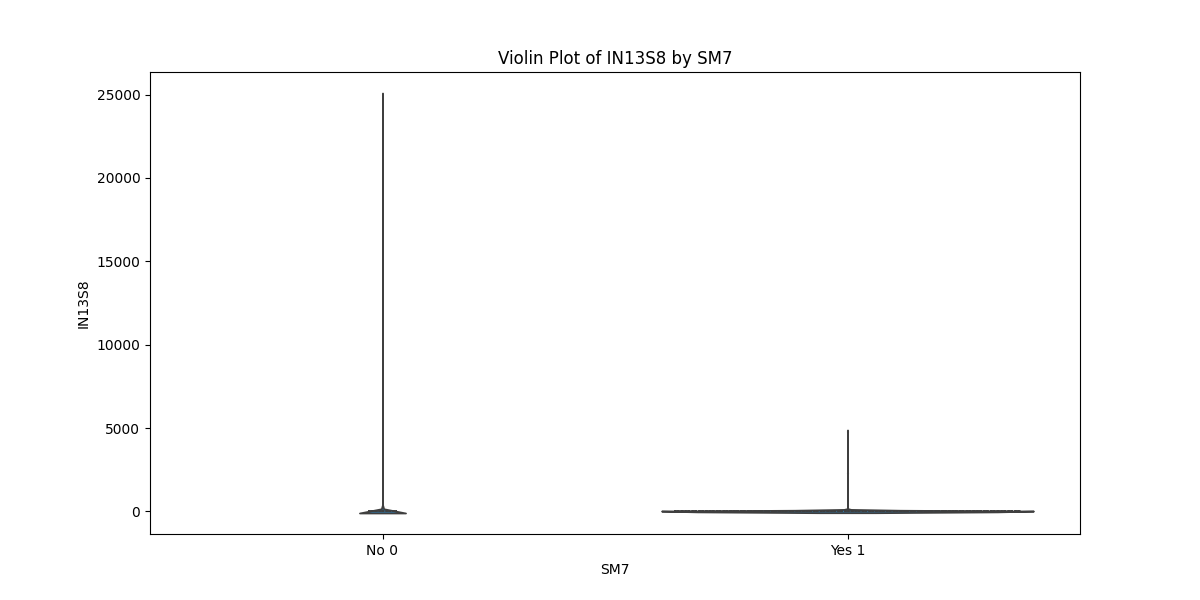 Violin Plot of IN13S8 by SM7
25000
20000
15000
10000
5000
0
IN13S8
No 0
Yes 1
SM7